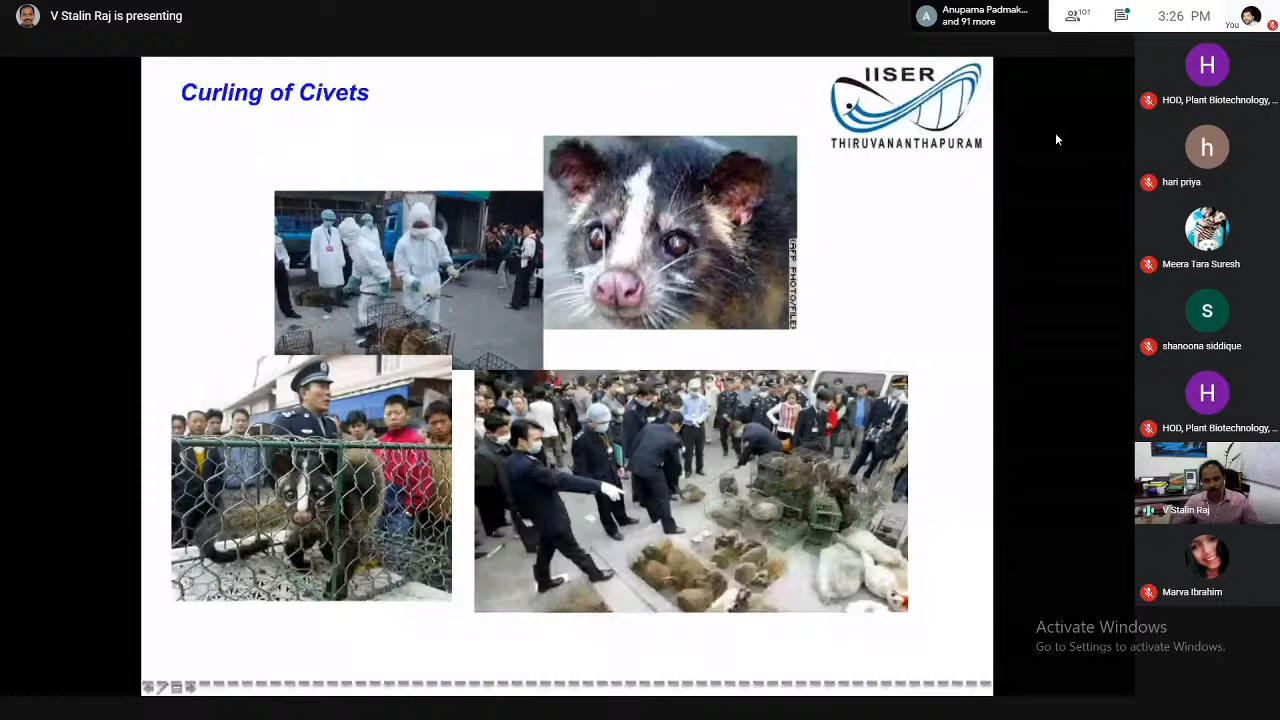 V Stalin Raj is presenting
A
Anupama Padmak...
and 91 more
101
3:26 PM
You
Curling of Civets
IISER
THIRUVANANTHAPURAM
(AFP PHOTO/FILE)
H
HOD, Plant Biotechnology, ...
h
hari priya
Meera Tara Suresh
s
shanoona siddique
H
HOD, Plant Biotechnology, ...
V Stalin Raj
Marva Ibrahim
Activate Windows
Go to Settings to activate Windows.